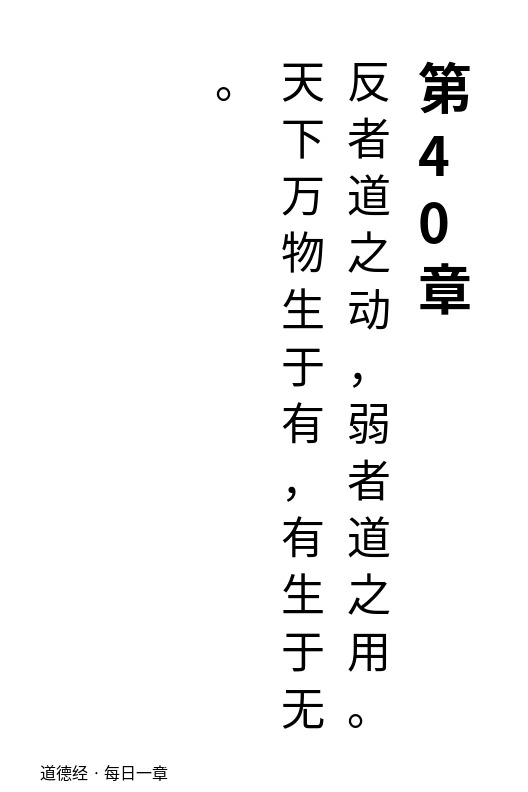 第40章
反者道之动，弱者道之用。
天下万物生于有，有生于无
。
道德经 · 每日一章